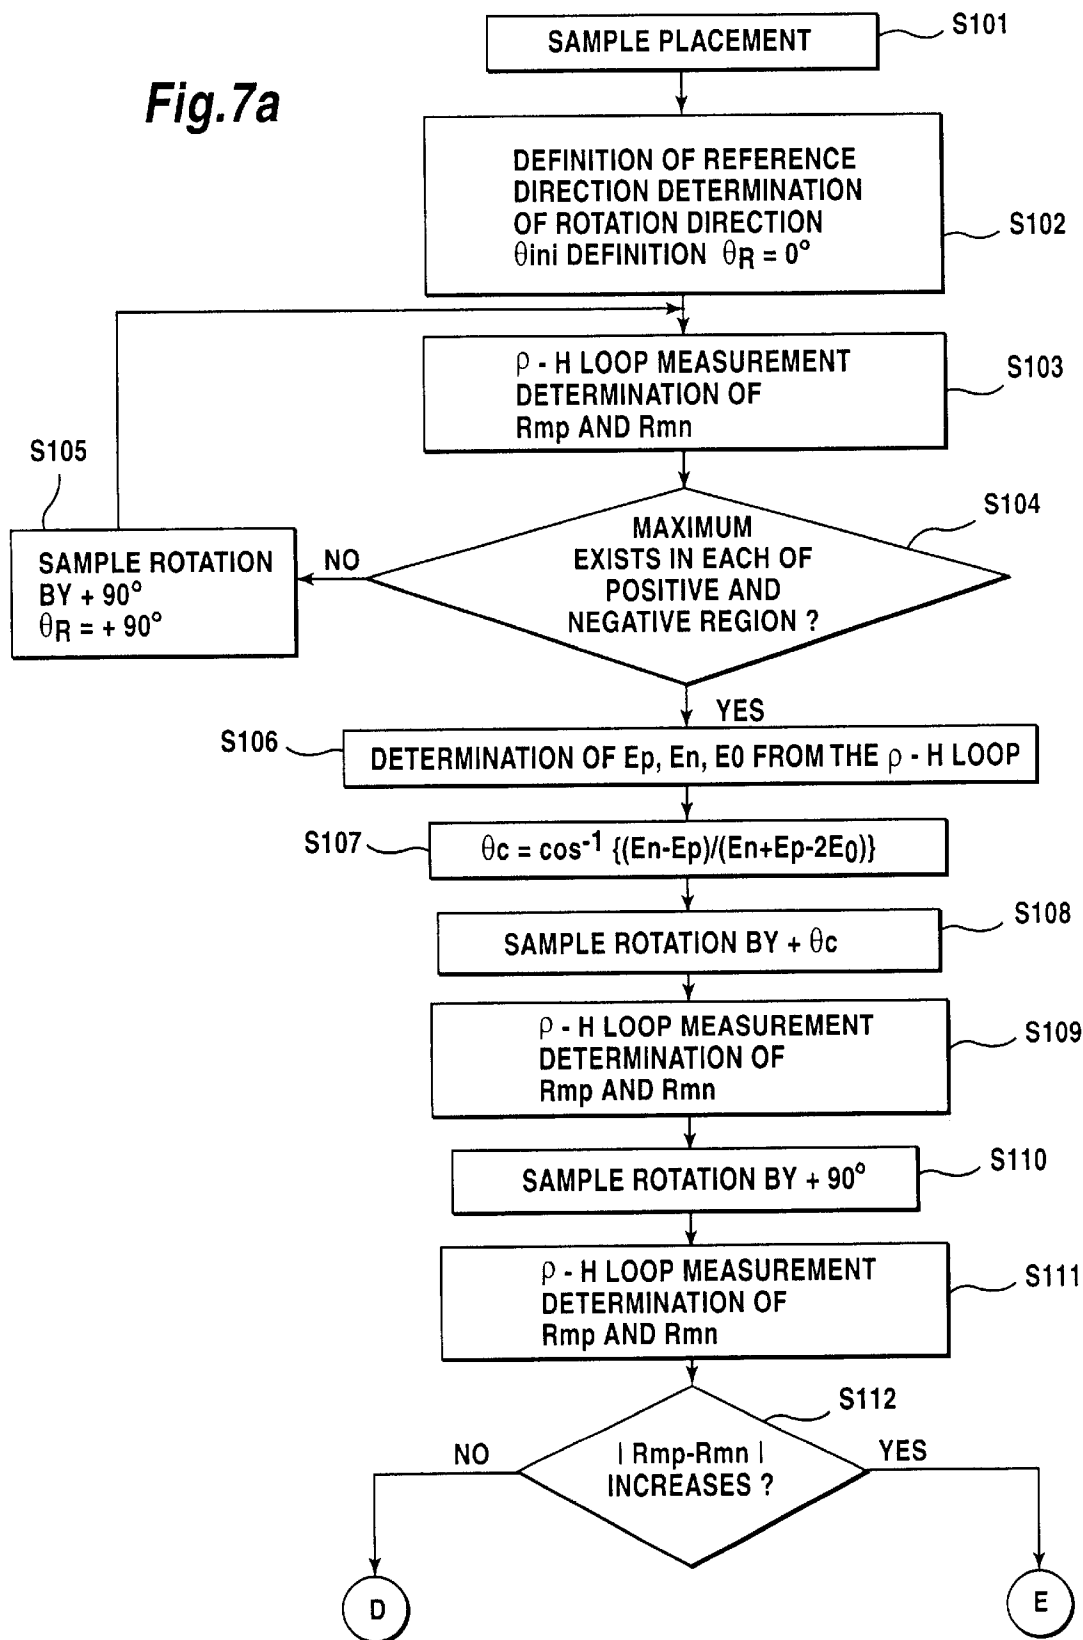 Fig.7a
SAMPLE PLACEMENT
S101
DEFINITION OF REFERENCE
DIRECTION DETERMINATION
OF ROTATION DIRECTION
θini DEFINITION θR = 0°
S102
ρ - H LOOP MEASUREMENT
DETERMINATION OF
Rmp AND Rmn
S103
MAXIMUM
EXISTS IN EACH OF
POSITIVE AND
NEGATIVE REGION ?
S104
NO
S105
SAMPLE ROTATION
BY + 90°
θR = + 90°
YES
S106
DETERMINATION OF Ep, En, E0 FROM THE ρ - H LOOP
S107
θc = cos⁻¹ {(En-Ep)/(En+Ep-2E₀)}
S108
SAMPLE ROTATION BY + θc
ρ - H LOOP MEASUREMENT
DETERMINATION OF
Rmp AND Rmn
S109
SAMPLE ROTATION BY + 90°
S110
ρ - H LOOP MEASUREMENT
DETERMINATION OF
Rmp AND Rmn
S111
S112
| Rmp-Rmn |
INCREASES ?
NO
YES
D
E